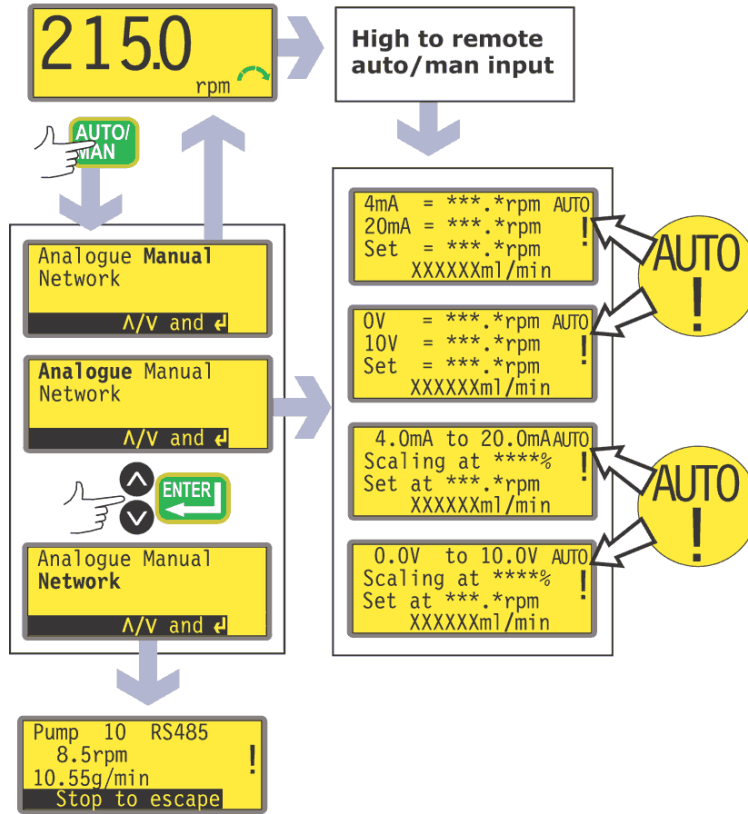 215.0
rpm
High to remote
auto/man input
AUTO/
MAN
Analogue Manual
Network
Λ/V and ↲
Analogue Manual
Network
Λ/V and ↲
ENTER
Analogue Manual
Network
Λ/V and ↲
Pump 10 RS485
8.5rpm
!
10.55g/min
Stop to escape
4mA = ***.*rpm AUTO
20mA = ***.*rpm !
Set = ***.*rpm
XXXXXXml/min
0V = ***.*rpm AUTO
10V = ***.*rpm !
Set = ***.*rpm
XXXXXXml/min
AUTO
!
4.0mA to 20.0mA AUTO
Scaling at ****% !
Set at ***.*rpm
XXXXXXml/min
0.0V to 10.0V AUTO
Scaling at ****% !
Set at ***.*rpm
XXXXXXml/min
AUTO
!